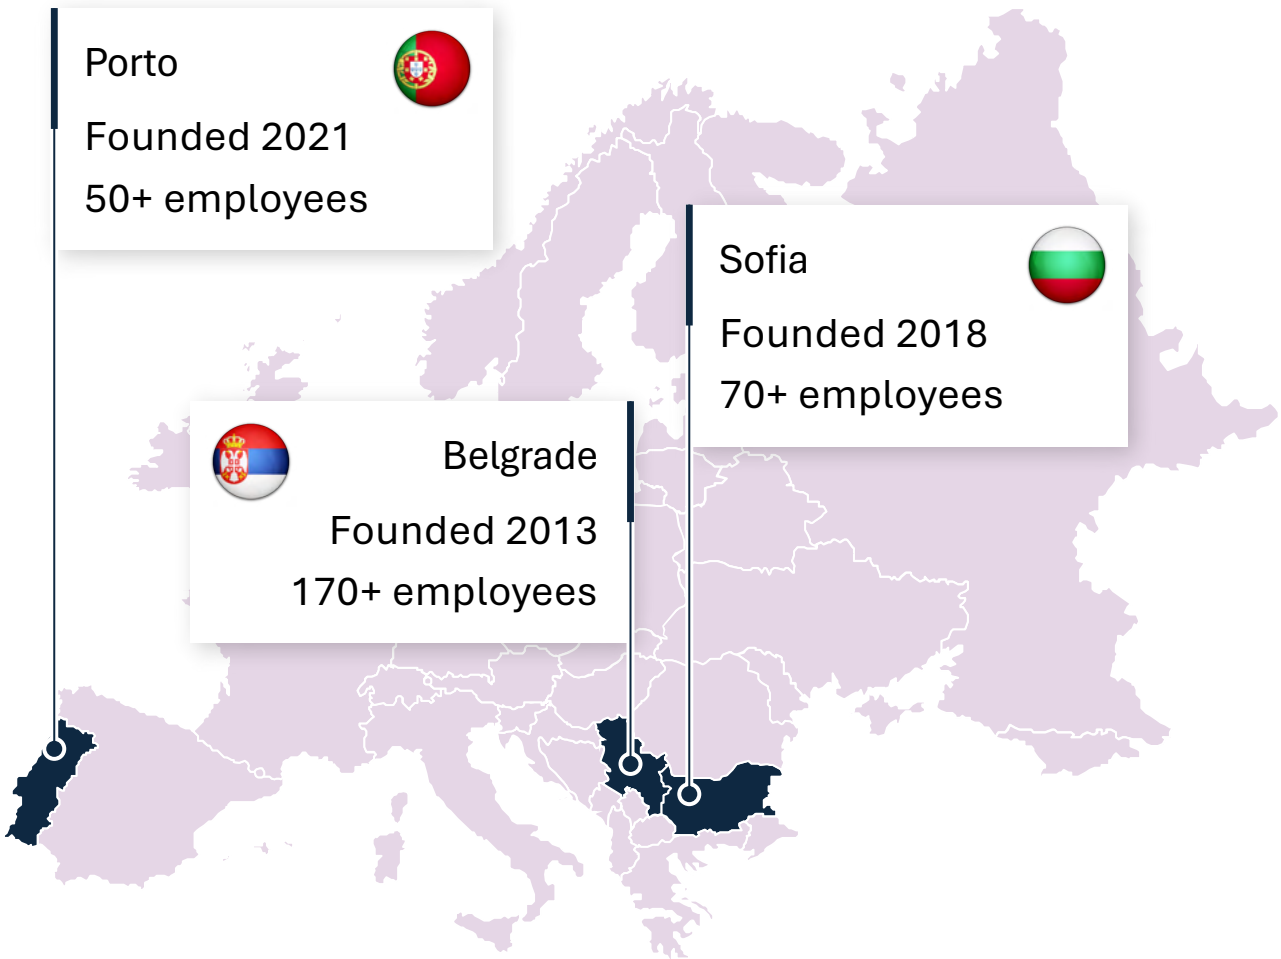 Porto
Founded 2021
50+ employees
Sofia
Founded 2018
70+ employees
Belgrade
Founded 2013
170+ employees